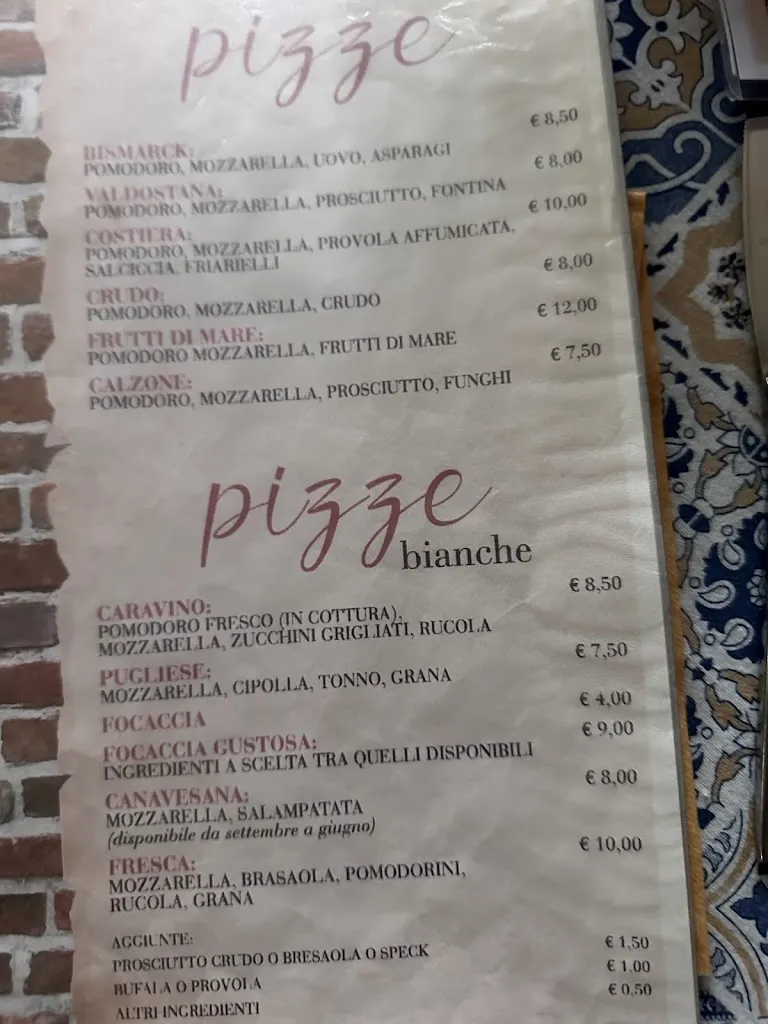 pizze
BISMARCK: € 8,50
POMODORO, MOZZARELLA, UOVO, ASPARAGI
VALDOSTANA: € 8,00
POMODORO, MOZZARELLA, PROSCIUTTO, FONTINA
COSTIERA: € 10,00
POMODORO, MOZZARELLA, PROVOLA AFFUMICATA,
SALCICCIA, FRIARIELLI
CRUDO: € 8,00
POMODORO, MOZZARELLA, CRUDO
FRUTTI DI MARE: € 12,00
POMODORO MOZZARELLA, FRUTTI DI MARE
CALZONE: € 7,50
POMODORO, MOZZARELLA, PROSCIUTTO, FUNGHI
pizze
bianche
CARAVINO: € 8,50
POMODORO FRESCO (IN COTTURA),
MOZZARELLA, ZUCCHINI GRIGLIATI, RUCOLA
PUGLIESE: € 7,50
MOZZARELLA, CIPOLLA, TONNO, GRANA
FOCACCIA € 4,00
FOCACCIA GUSTOSA: € 9,00
INGREDIENTI A SCELTA TRA QUELLI DISPONIBILI
CANAVESANA: € 8,00
MOZZARELLA, SALAMPATATA
(disponibile da settembre a giugno)
FRESCA: € 10,00
MOZZARELLA, BRASAOLA, POMODORINI,
RUCOLA, GRANA
AGGIUNTE:
PROSCIUTTO CRUDO O BRESAOLA O SPECK € 1,50
BUFALA O PROVOLA € 1,00
ALTRI INGREDIENTI € 0,50